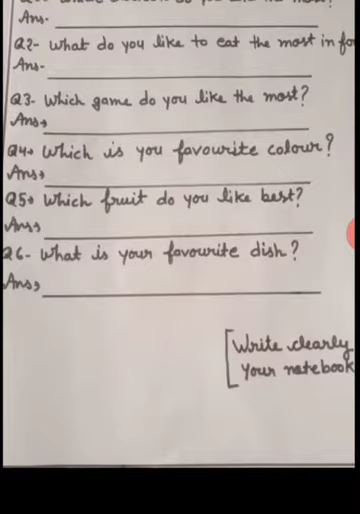 Ans-
Q2- What do you like to eat the most in
Ans-
Q3- Which game do you like the most?
Ans,
Q4. Which is you favourite colour?
Ans,
Q5. Which fruit do you like best?
Ans,
Q6- What is your favourite dish?
Ans,
[Write clearly
Your notebook